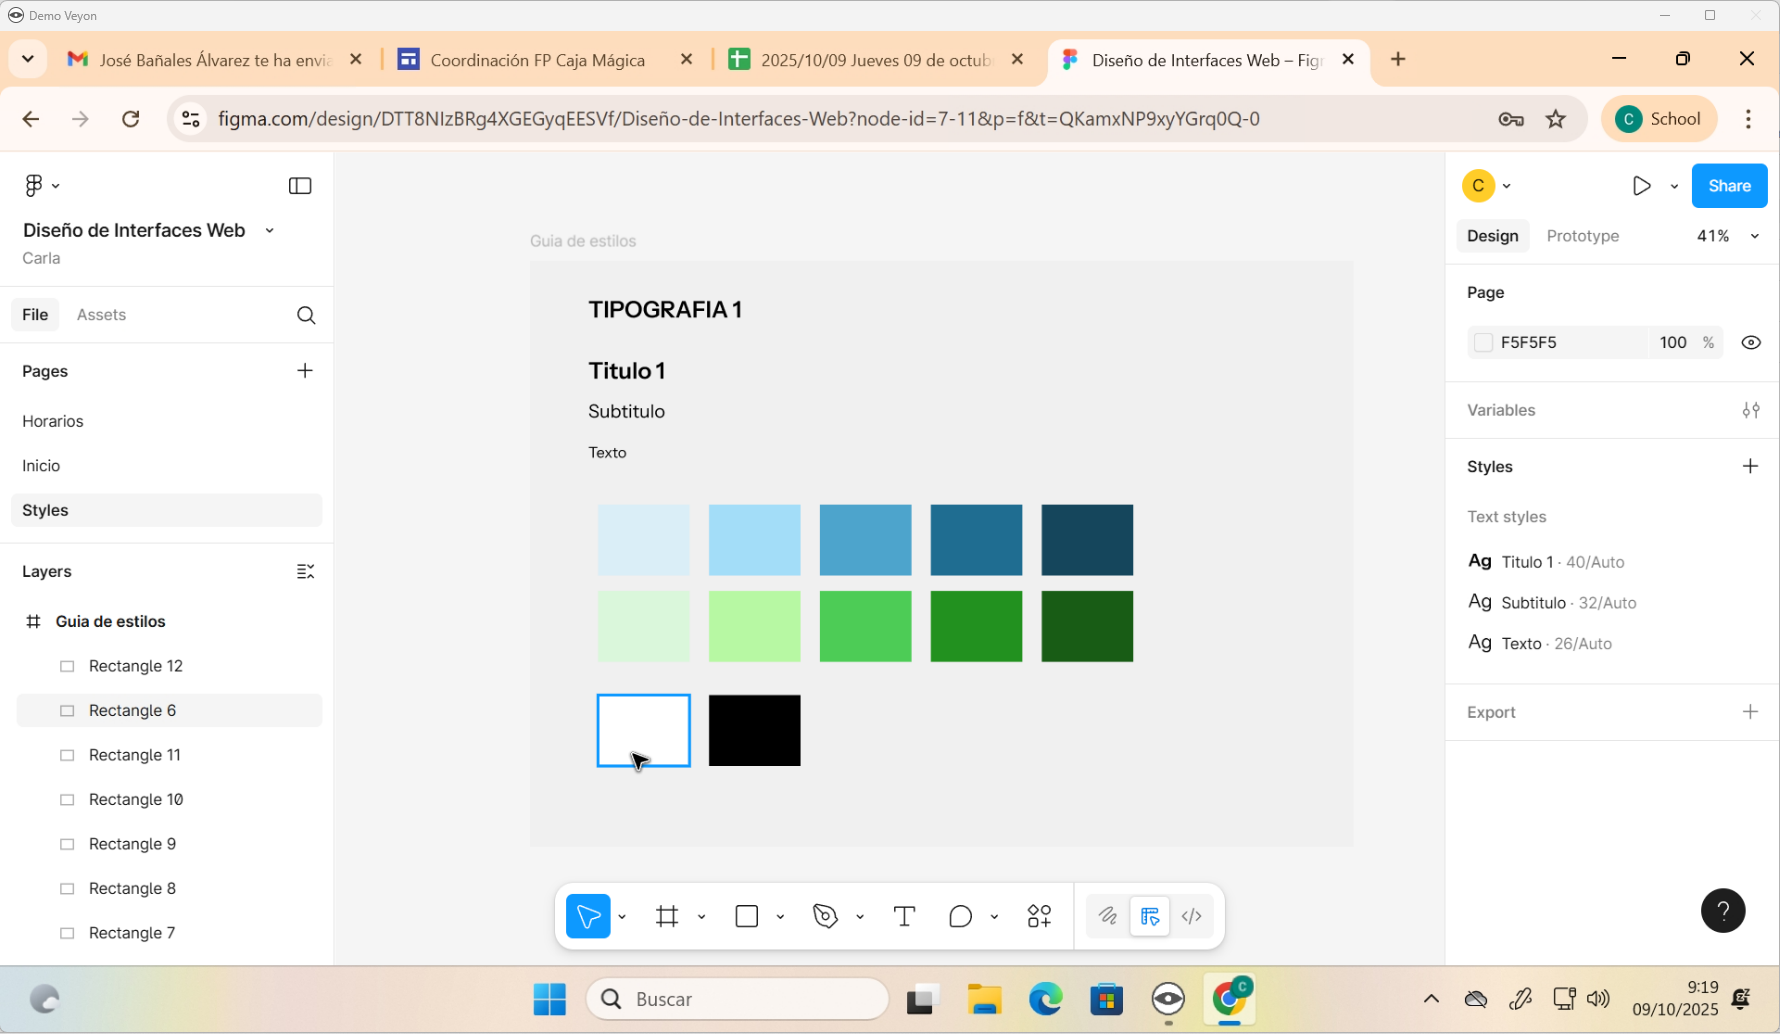 Demo Veyon
José Bañales Álvarez te ha envia
Coordinación FP Caja Mágica
2025/10/09 Jueves 09 de octub
Diseño de Interfaces Web – Fig
figma.com/design/DTT8NIzBRg4XGEGyqEESVf/Diseño-de-Interfaces-Web?node-id=7-11&p=f&t=QKamxNP9xyYGrq0Q-0
C School
Diseño de Interfaces Web
Carla
File Assets
Pages
Horarios
Inicio
Styles
Layers
Guia de estilos
Rectangle 12
Rectangle 6
Rectangle 11
Rectangle 10
Rectangle 9
Rectangle 8
Rectangle 7
Guia de estilos
TIPOGRAFIA 1
Titulo 1
Subtitulo
Texto
C
Share
Design Prototype 41%
Page
F5F5F5 100 %
Variables
Styles
Text styles
Ag Titulo 1 · 40/Auto
Ag Subtitulo · 32/Auto
Ag Texto · 26/Auto
Export
?
Buscar
C
9:19
09/10/2025